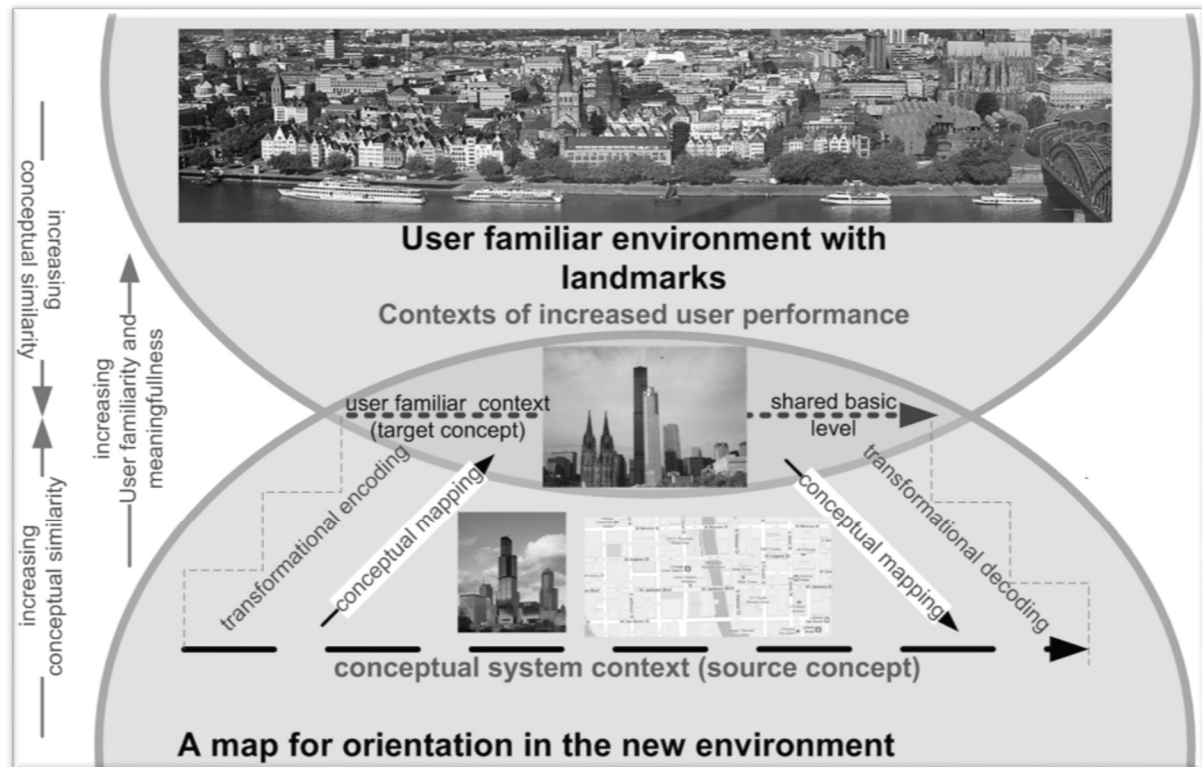 User familiar environment with
landmarks
Contexts of increased user performance
increasing
conceptual similarity
increasing
User familiarity and
meaningfullness
increasing
conceptual similarity
user familiar context
(target concept)
shared basic
level
transformational encoding
conceptual mapping
conceptual mapping
transformational decoding
conceptual system context (source concept)
A map for orientation in the new environment